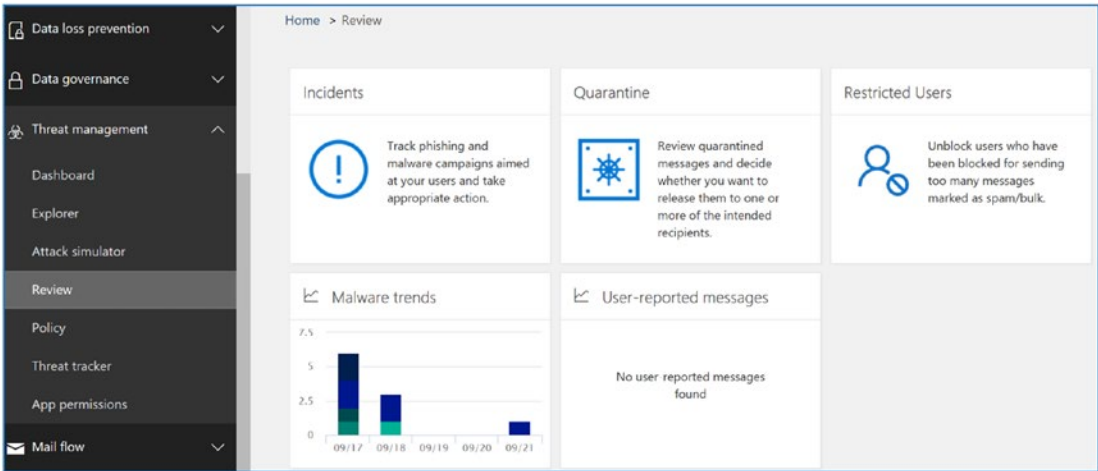 Data loss prevention
Data governance
Threat management
Dashboard
Explorer
Attack simulator
Review
Policy
Threat tracker
App permissions
Mail flow
Home > Review
Incidents
Track phishing and
malware campaigns aimed
at your users and take
appropriate action.
Quarantine
Review quarantined
messages and decide
whether you want to
release them to one or
more of the intended
recipients.
Restricted Users
Unblock users who have
been blocked for sending
too many messages
marked as spam/bulk.
Malware trends
7.5
5
2.5
0
09/17 09/18 09/19 09/20 09/21
User-reported messages
No user reported messages
found